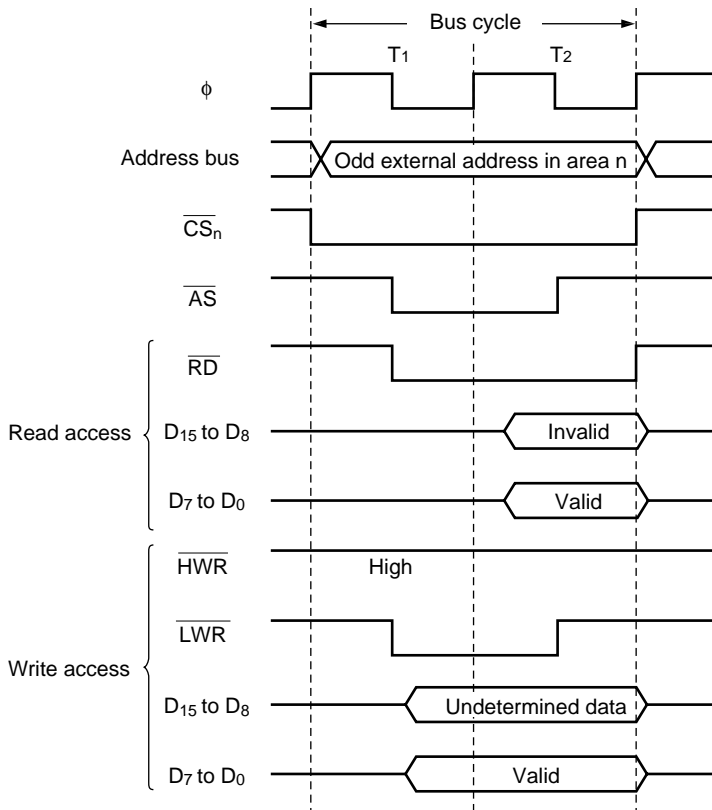 Bus cycle
T1 T2
ϕ
Address bus Odd external address in area n
CSn
AS
Read access
RD
D15 to D8 Invalid
D7 to D0 Valid
Write access
HWR High
LWR
D15 to D8 Undetermined data
D7 to D0 Valid